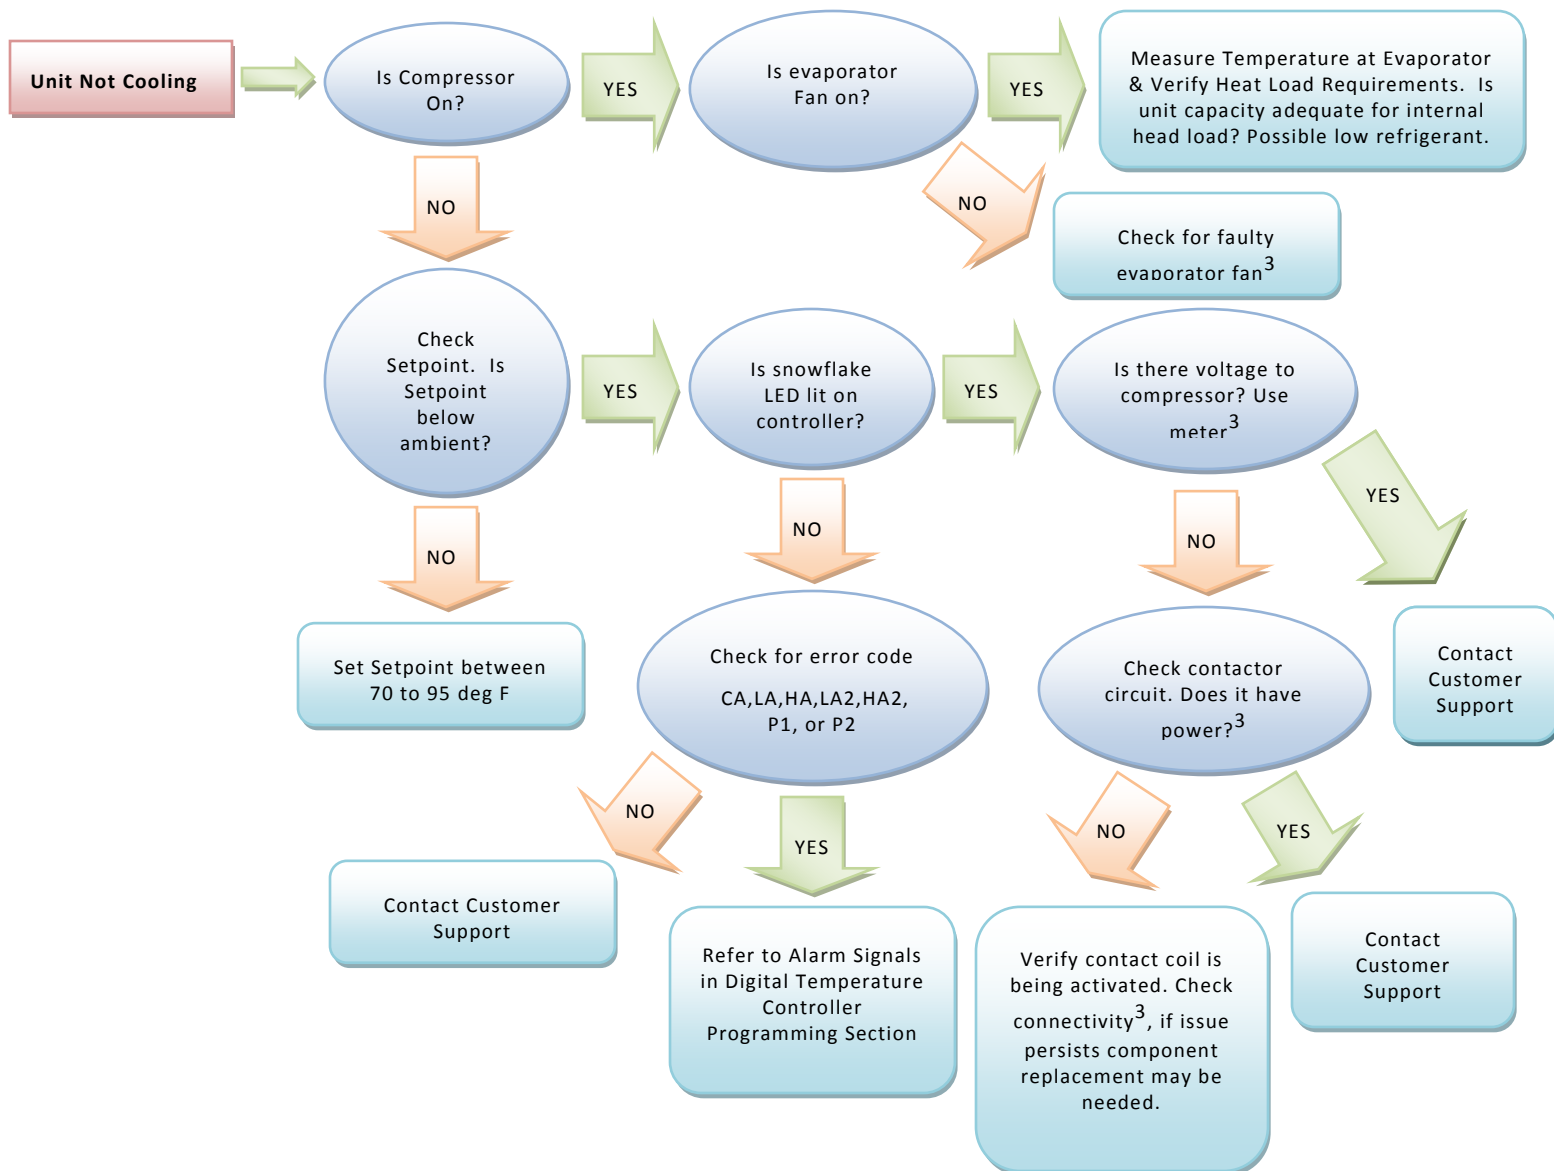 Unit Not Cooling
Is Compressor
On?
YES
Is evaporator
Fan on?
YES
Measure Temperature at Evaporator
& Verify Heat Load Requirements. Is
unit capacity adequate for internal
head load? Possible low refrigerant.
NO
NO
Check for faulty
evaporator fan3
Check
Setpoint. Is
Setpoint
below
ambient?
YES
Is snowflake
LED lit on
controller?
YES
Is there voltage to
compressor? Use
meter3
YES
NO
NO
NO
Set Setpoint between
70 to 95 deg F
Check for error code
CA,LA,HA,LA2,HA2,
P1, or P2
Check contactor
circuit. Does it have
power?3
Contact
Customer
Support
NO
YES
NO
YES
Contact Customer
Support
Refer to Alarm Signals
in Digital Temperature
Controller
Programming Section
Verify contact coil is
being activated. Check
connectivity3, if issue
persists component
replacement may be
needed.
Contact
Customer
Support